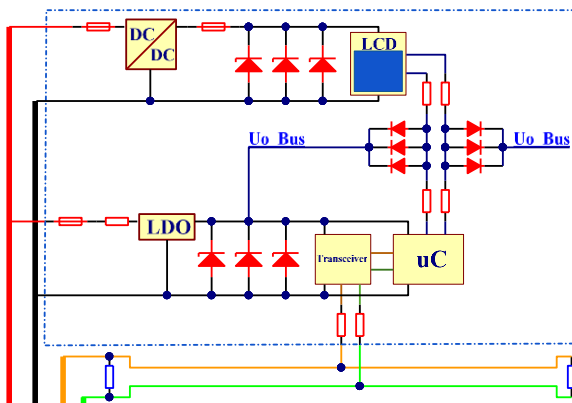 DC
DC
LCD
Uo Bus
Uo Bus
LDO
Transceiver
uC